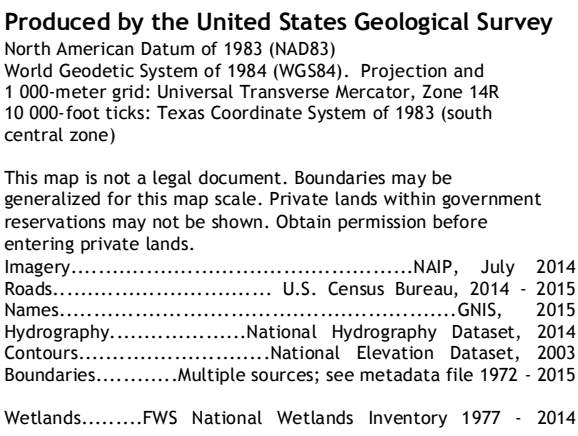 Produced by the United States Geological Survey
North American Datum of 1983 (NAD83)
World Geodetic System of 1984 (WGS84).  Projection and
1 000-meter grid: Universal Transverse Mercator, Zone 14R
10 000-foot ticks: Texas Coordinate System of 1983 (south
central zone)

This map is not a legal document. Boundaries may be
generalized for this map scale. Private lands within government
reservations may not be shown. Obtain permission before
entering private lands.
Imagery..............................................NAIP, July 2014
Roads............................. U.S. Census Bureau, 2014 - 2015
Names.....................................................GNIS, 2015
Hydrography...................National Hydrography Dataset, 2014
Contours..........................National Elevation Dataset, 2003
Boundaries............Multiple sources; see metadata file 1972 - 2015

Wetlands.........FWS National Wetlands Inventory 1977 - 2014